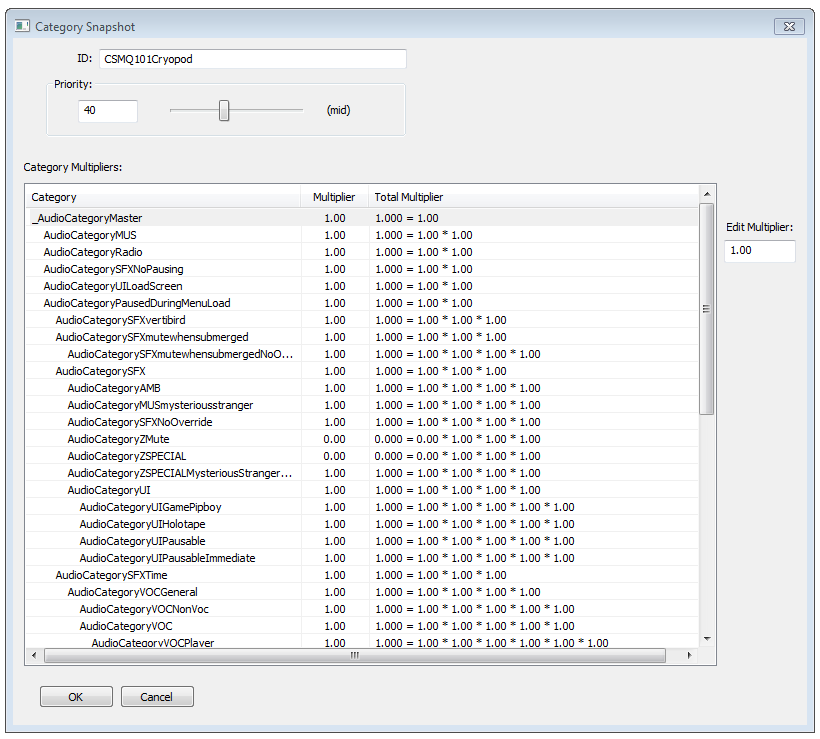 Category Snapshot
ID: CSMQ101Cryopod
Priority:
40 (mid)
Category Multipliers:
Category Multiplier Total Multiplier
_AudioCategoryMaster 1.00 1.000 = 1.00
AudioCategoryMUS 1.00 1.000 = 1.00 * 1.00
Edit Multiplier:
AudioCategoryRadio 1.00 1.000 = 1.00 * 1.00
1.00
AudioCategorySFXNoPausing 1.00 1.000 = 1.00 * 1.00
AudioCategoryUILoadScreen 1.00 1.000 = 1.00 * 1.00
AudioCategoryPausedDuringMenuLoad 1.00 1.000 = 1.00 * 1.00
AudioCategorySFXvertibird 1.00 1.000 = 1.00 * 1.00 * 1.00
AudioCategorySFXmutewhensubmerged 1.00 1.000 = 1.00 * 1.00 * 1.00
AudioCategorySFXmutewhensubmergedNoO... 1.00 1.000 = 1.00 * 1.00 * 1.00 * 1.00
AudioCategorySFX 1.00 1.000 = 1.00 * 1.00 * 1.00
AudioCategoryAMB 1.00 1.000 = 1.00 * 1.00 * 1.00 * 1.00
AudioCategoryMUSmysteriousstranger 1.00 1.000 = 1.00 * 1.00 * 1.00 * 1.00
AudioCategorySFXNoOverride 1.00 1.000 = 1.00 * 1.00 * 1.00 * 1.00
AudioCategoryZMute 0.00 0.000 = 0.00 * 1.00 * 1.00 * 1.00
AudioCategoryZSPECIAL 0.00 0.000 = 0.00 * 1.00 * 1.00 * 1.00
AudioCategoryZSPECIALMysteriousStranger... 1.00 1.000 = 1.00 * 1.00 * 1.00 * 1.00
AudioCategoryUI 1.00 1.000 = 1.00 * 1.00 * 1.00 * 1.00
AudioCategoryUIGamePipboy 1.00 1.000 = 1.00 * 1.00 * 1.00 * 1.00 * 1.00
AudioCategoryUIHolotape 1.00 1.000 = 1.00 * 1.00 * 1.00 * 1.00 * 1.00
AudioCategoryUIPausable 1.00 1.000 = 1.00 * 1.00 * 1.00 * 1.00 * 1.00
AudioCategoryUIPausableImmediate 1.00 1.000 = 1.00 * 1.00 * 1.00 * 1.00 * 1.00
AudioCategorySFXTime 1.00 1.000 = 1.00 * 1.00 * 1.00
AudioCategoryVOCGeneral 1.00 1.000 = 1.00 * 1.00 * 1.00 * 1.00
AudioCategoryVOCNonVoc 1.00 1.000 = 1.00 * 1.00 * 1.00 * 1.00 * 1.00
AudioCategoryVOC 1.00 1.000 = 1.00 * 1.00 * 1.00 * 1.00 * 1.00
AudioCategoryVOCPlayer 1.00 1.000 = 1.00 * 1.00 * 1.00 * 1.00 * 1.00 * 1.00
OK Cancel